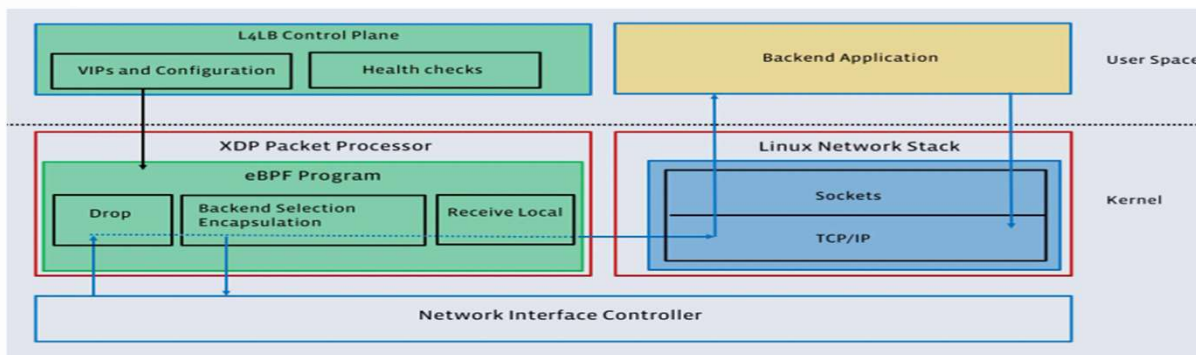 L4LB Control Plane
VIPs and Configuration
Health checks
Backend Application
User Space
XDP Packet Processor
eBPF Program
Drop
Backend Selection
Encapsulation
Receive Local
Linux Network Stack
Sockets
TCP/IP
Kernel
Network Interface Controller